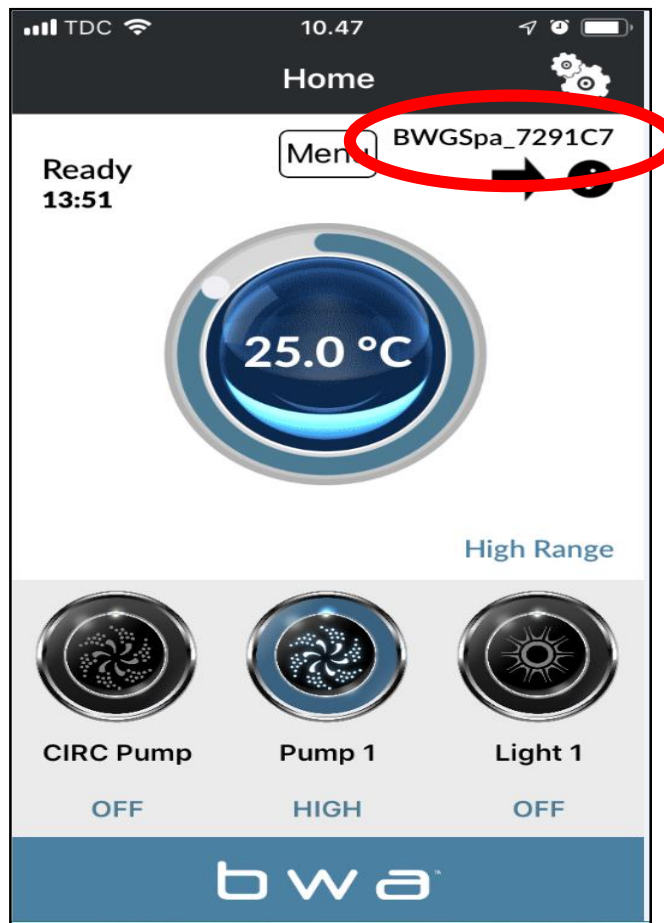 TDC 10.47
Home
BWGSpa_7291C7
Menu
Ready
13:51
25.0 °C
High Range
CIRC Pump Pump 1 Light 1
OFF HIGH OFF
bwa